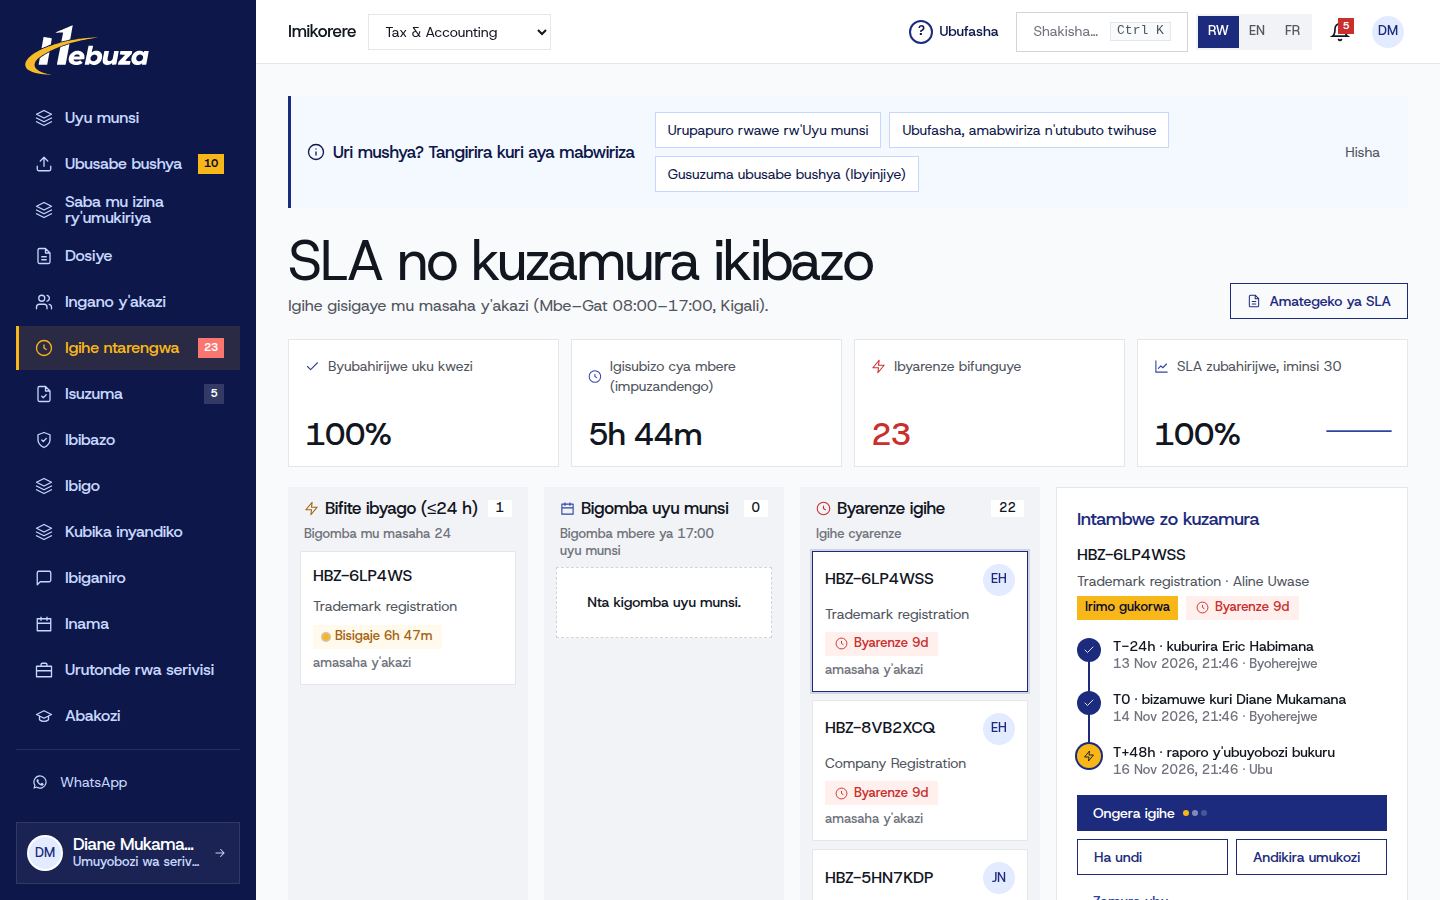 Hebuza
Uyu munsi
Ubusabe bushya 10
Saba mu izina
ry'umukiriya
Dosiye
Ingano y'akazi
Igihe ntarengwa 23
Isuzuma 5
Ibibazo
Ibigo
Kubika inyandiko
Ibiganiro
Inama
Urutonde rwa serivisi
Abakozi
WhatsApp
DM Diane Mukama...
Umuyobozi wa seriv...
Imikorere Tax & Accounting
? Ubufasha
Shakisha... Ctrl K
RW EN FR
5
DM
Uri mushya? Tangirira kuri aya mabwiriza
Urupapuro rwawe rw'Uyu munsi
Ubufasha, amabwiriza n'utubuto twihuse
Gusuzuma ubusabe bushya (Ibyinjiye)
Hisha
SLA no kuzamura ikibazo
Igihe gisigaye mu masaha y'akazi (Mbe–Gat 08:00–17:00, Kigali).
Amategeko ya SLA
Byubahirijwe uku kwezi
100%
Igisubizo cya mbere
(impuzandengo)
5h 44m
Ibyarenze bifunguye
23
SLA zubahirijwe, iminsi 30
100%
Bifite ibyago (≤24 h) 1
Bigomba mu masaha 24
HBZ-6LP4WS
Trademark registration
Bisigaje 6h 47m
amasaha y'akazi
Bigomba uyu munsi 0
Bigomba mbere ya 17:00
uyu munsi
Nta kigomba uyu munsi.
Byarenze igihe 22
Igihe cyarenze
HBZ-6LP4WSS EH
Trademark registration
Byarenze 9d
amasaha y'akazi
HBZ-8VB2XCQ EH
Company Registration
Byarenze 9d
amasaha y'akazi
HBZ-5HN7KDP JN
Intambwe zo kuzamura
HBZ-6LP4WSS
Trademark registration · Aline Uwase
Irimo gukorwa Byarenze 9d
T-24h · kuburira Eric Habimana
13 Nov 2026, 21:46 · Byoherejwe
T0 · bizamuwe kuri Diane Mukamana
14 Nov 2026, 21:46 · Byoherejwe
T+48h · raporo y'ubuyobozi bukuru
16 Nov 2026, 21:46 · Ubu
Ongera igihe
Ha undi
Andikira umukozi